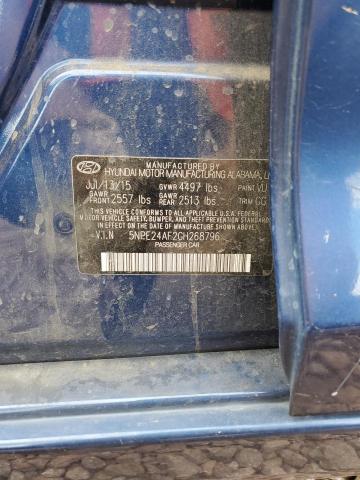 MANUFACTURED BY
HYUNDAI MOTOR MANUFACTURING ALABAMA, L
JUL/13/15 GVWR 4497 lbs PAINT VU
GAWR FRONT 2557 lbs GAWR REAR 2513 lbs TRIM GG
THIS VEHICLE CONFORMS TO ALL APPLICABLE U.S. FEDERAL
MOTOR VEHICLE SAFETY, BUMPER, AND THEFT PREVENTION
STANDARDS IN EFFECT ON THE DATE OF MANUFACTURE SHOWN ABOVE.
V.I.N 5NPE24AF2GH268796
PASSENGER CAR